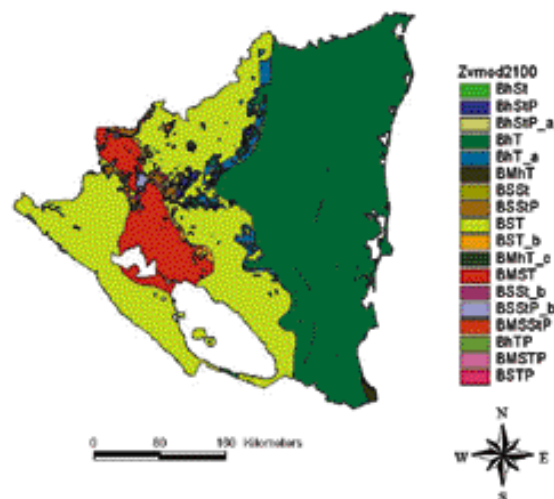 Zvmod2100
BhSt
BhStP
BhStP_a
BhT
BhT_a
BMhT
BSSt
BSStP
BST
BST_b
BMhT_c
BMST
BSSt_b
BSStP_b
BMSStP
BhTP
BMSTP
BSTP
0 80 160 Kilometers
N
W E
S